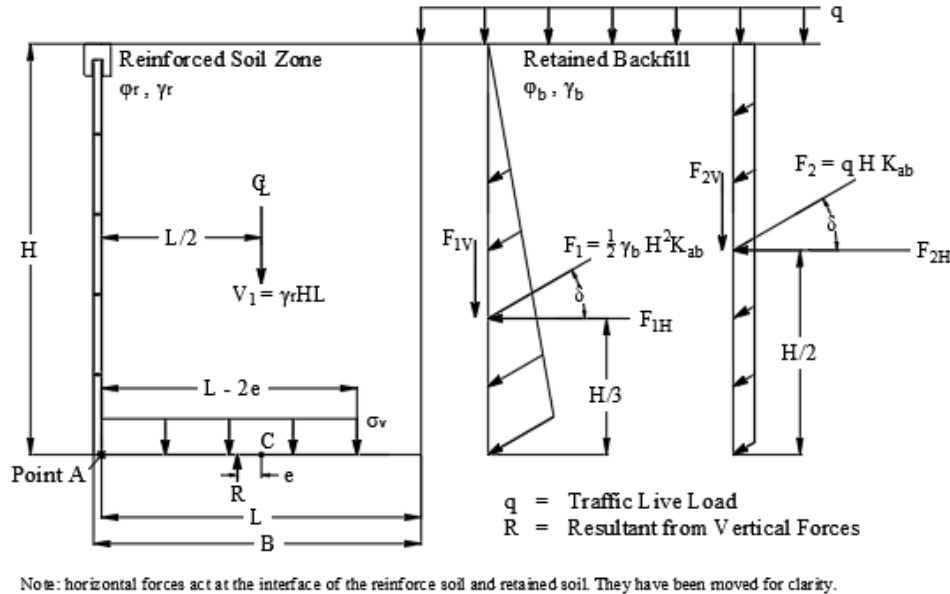 q
Reinforced Soil Zone
φr , γr
Retained Backfill
φb , γb
H
℄
L/2
V1 = γrHL
F1V
F1 = ½ γb H²Kab
δ
F1H
H/3
F2V
F2 = q H Kab
δ
F2H
H/2
L - 2e
σv
C
Point A
R
e
L
B
q = Traffic Live Load
R = Resultant from Vertical Forces
Note: horizontal forces act at the interface of the reinforce soil and retained soil. They have been moved for clarity.